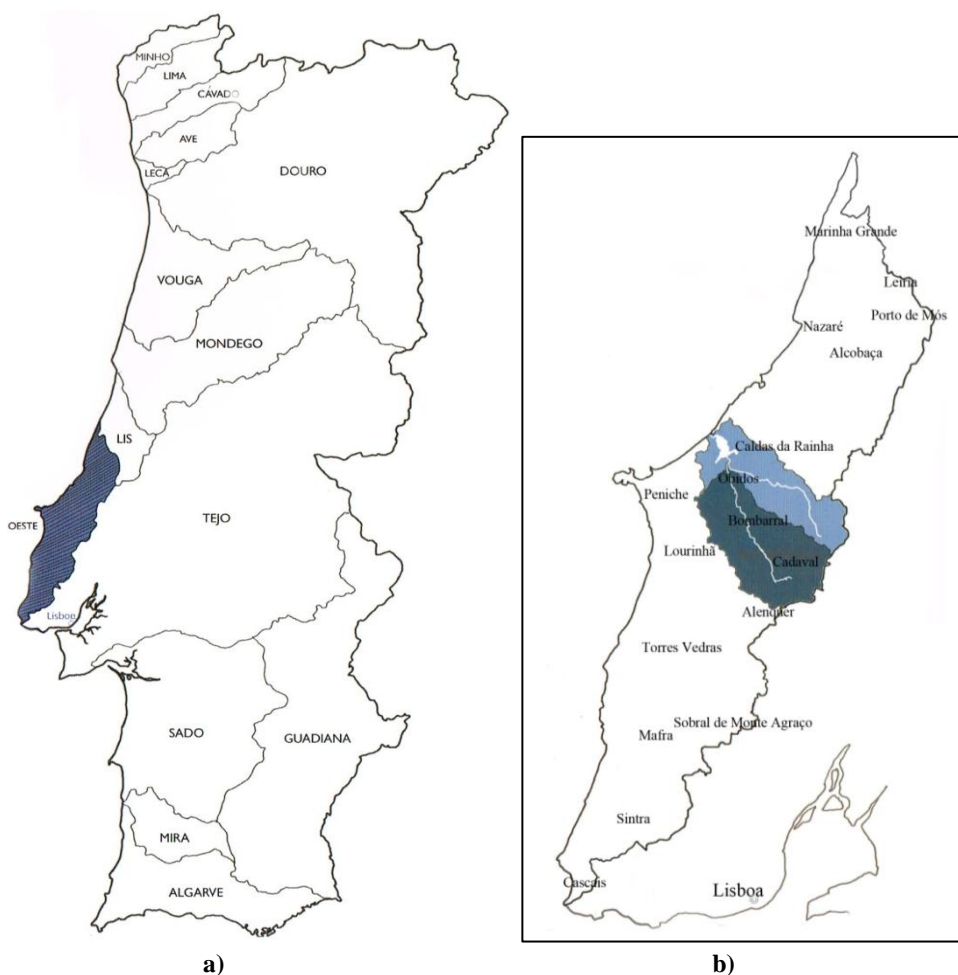 MINHO
LIMA
CÁVADO
AVE
LEÇA
DOURO
VOUGA
MONDEGO
LIS
OESTE
TEJO
Lisboa
SADO
GUADIANA
MIRA
ALGARVE
a)
Marinha Grande
Leiria
Porto de Mós
Nazaré
Alcobaça
Caldas da Rainha
Óbidos
Peniche
Bombarral
Lourinhã
Cadaval
Alenquer
Torres Vedras
Sobral de Monte Agraço
Mafra
Sintra
Cascais
Lisboa
b)